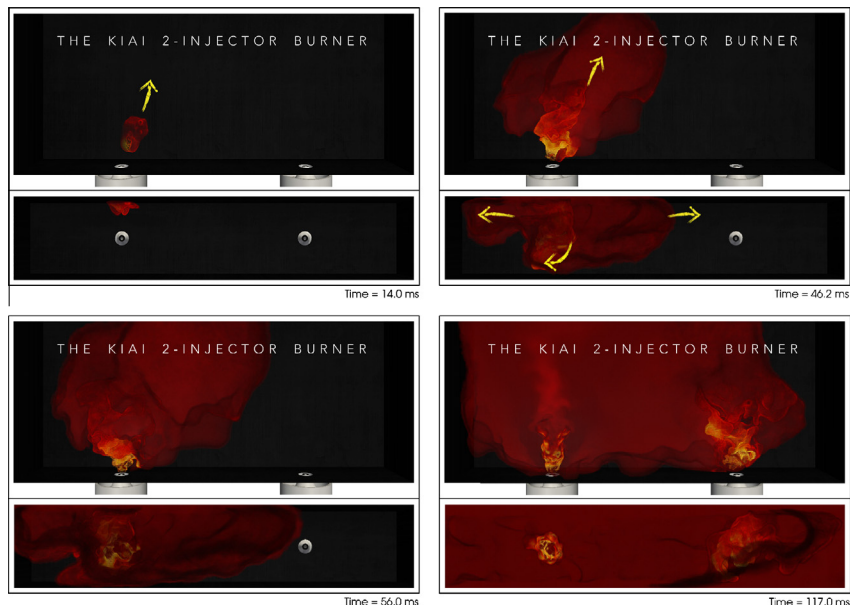 THE KIAI 2-INJECTOR BURNER
Time = 14.0 ms
THE KIAI 2-INJECTOR BURNER
Time = 46.2 ms
THE KIAI 2-INJECTOR BURNER
Time = 56.0 ms
THE KIAI 2-INJECTOR BURNER
Time = 117.0 ms